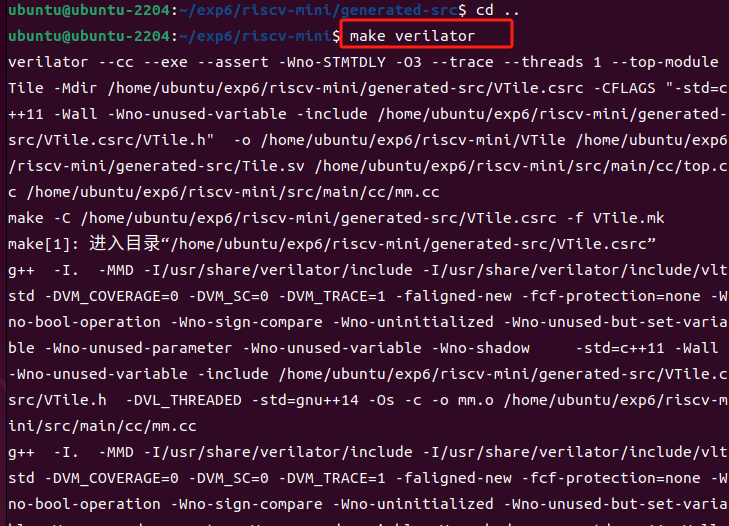 ubuntu@ubuntu-2204:~/exp6/riscv-mini/generated-src$ cd ..
ubuntu@ubuntu-2204:~/exp6/riscv-mini$ make verilator
verilator --cc --exe --assert -Wno-STMTDLY -O3 --trace --threads 1 --top-module
Tile -Mdir /home/ubuntu/exp6/riscv-mini/generated-src/VTile.csrc -CFLAGS "-std=c
++11 -Wall -Wno-unused-variable -include /home/ubuntu/exp6/riscv-mini/generated-
src/VTile.csrc/VTile.h"  -o /home/ubuntu/exp6/riscv-mini/VTile /home/ubuntu/exp6
/riscv-mini/generated-src/Tile.sv /home/ubuntu/exp6/riscv-mini/src/main/cc/top.c
c /home/ubuntu/exp6/riscv-mini/src/main/cc/mm.cc
make -C /home/ubuntu/exp6/riscv-mini/generated-src/VTile.csrc -f VTile.mk
make[1]: 进入目录“/home/ubuntu/exp6/riscv-mini/generated-src/VTile.csrc”
g++  -I.  -MMD -I/usr/share/verilator/include -I/usr/share/verilator/include/vlt
std -DVM_COVERAGE=0 -DVM_SC=0 -DVM_TRACE=1 -faligned-new -fcf-protection=none -W
no-bool-operation -Wno-sign-compare -Wno-uninitialized -Wno-unused-but-set-varia
ble -Wno-unused-parameter -Wno-unused-variable -Wno-shadow     -std=c++11 -Wall
-Wno-unused-variable -include /home/ubuntu/exp6/riscv-mini/generated-src/VTile.c
src/VTile.h  -DVL_THREADED -std=gnu++14 -Os -c -o mm.o /home/ubuntu/exp6/riscv-m
ini/src/main/cc/mm.cc
g++  -I.  -MMD -I/usr/share/verilator/include -I/usr/share/verilator/include/vlt
std -DVM_COVERAGE=0 -DVM_SC=0 -DVM_TRACE=1 -faligned-new -fcf-protection=none -W
no-bool-operation -Wno-sign-compare -Wno-uninitialized -Wno-unused-but-set-varia